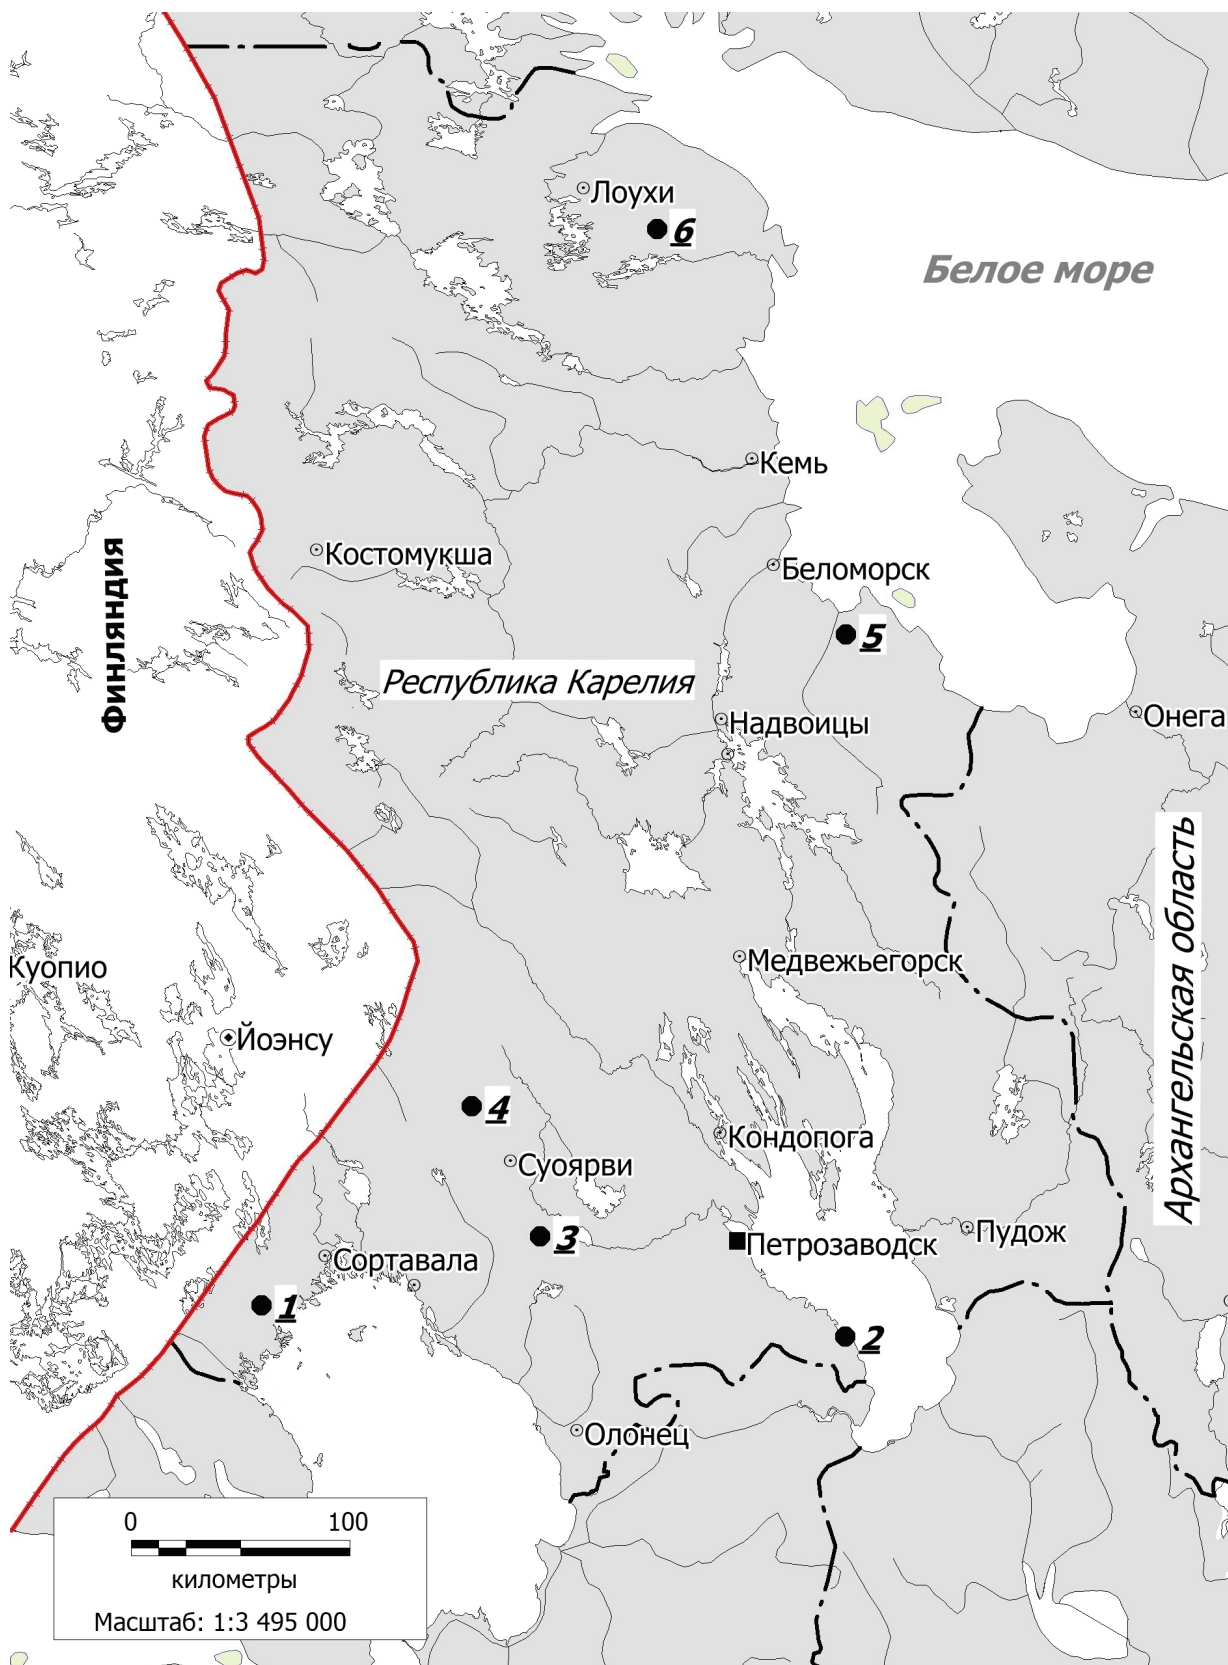 Лоухи
6
Белое море
Кемь
Костомукша
Беломорск
Финляндия
5
Республика Карелия
Надвоицы
Онега
Архангельская область
Медвежьегорск
Куопио
Йоэнсу
4
Кондопога
Суоярви
3
Петрозаводск
Пудож
Сортавала
1
2
Олонец
0 100
километры
Масштаб: 1:3 495 000